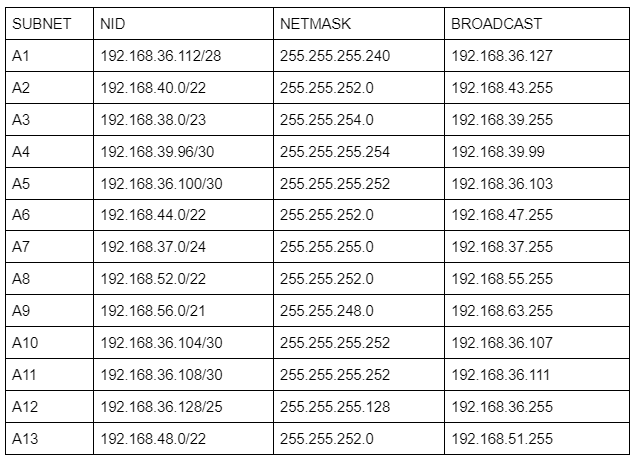 SUBNET NID NETMASK BROADCAST
A1 192.168.36.112/28 255.255.255.240 192.168.36.127
A2 192.168.40.0/22 255.255.252.0 192.168.43.255
A3 192.168.38.0/23 255.255.254.0 192.168.39.255
A4 192.168.39.96/30 255.255.255.254 192.168.39.99
A5 192.168.36.100/30 255.255.255.252 192.168.36.103
A6 192.168.44.0/22 255.255.252.0 192.168.47.255
A7 192.168.37.0/24 255.255.255.0 192.168.37.255
A8 192.168.52.0/22 255.255.252.0 192.168.55.255
A9 192.168.56.0/21 255.255.248.0 192.168.63.255
A10 192.168.36.104/30 255.255.255.252 192.168.36.107
A11 192.168.36.108/30 255.255.255.252 192.168.36.111
A12 192.168.36.128/25 255.255.255.128 192.168.36.255
A13 192.168.48.0/22 255.255.252.0 192.168.51.255